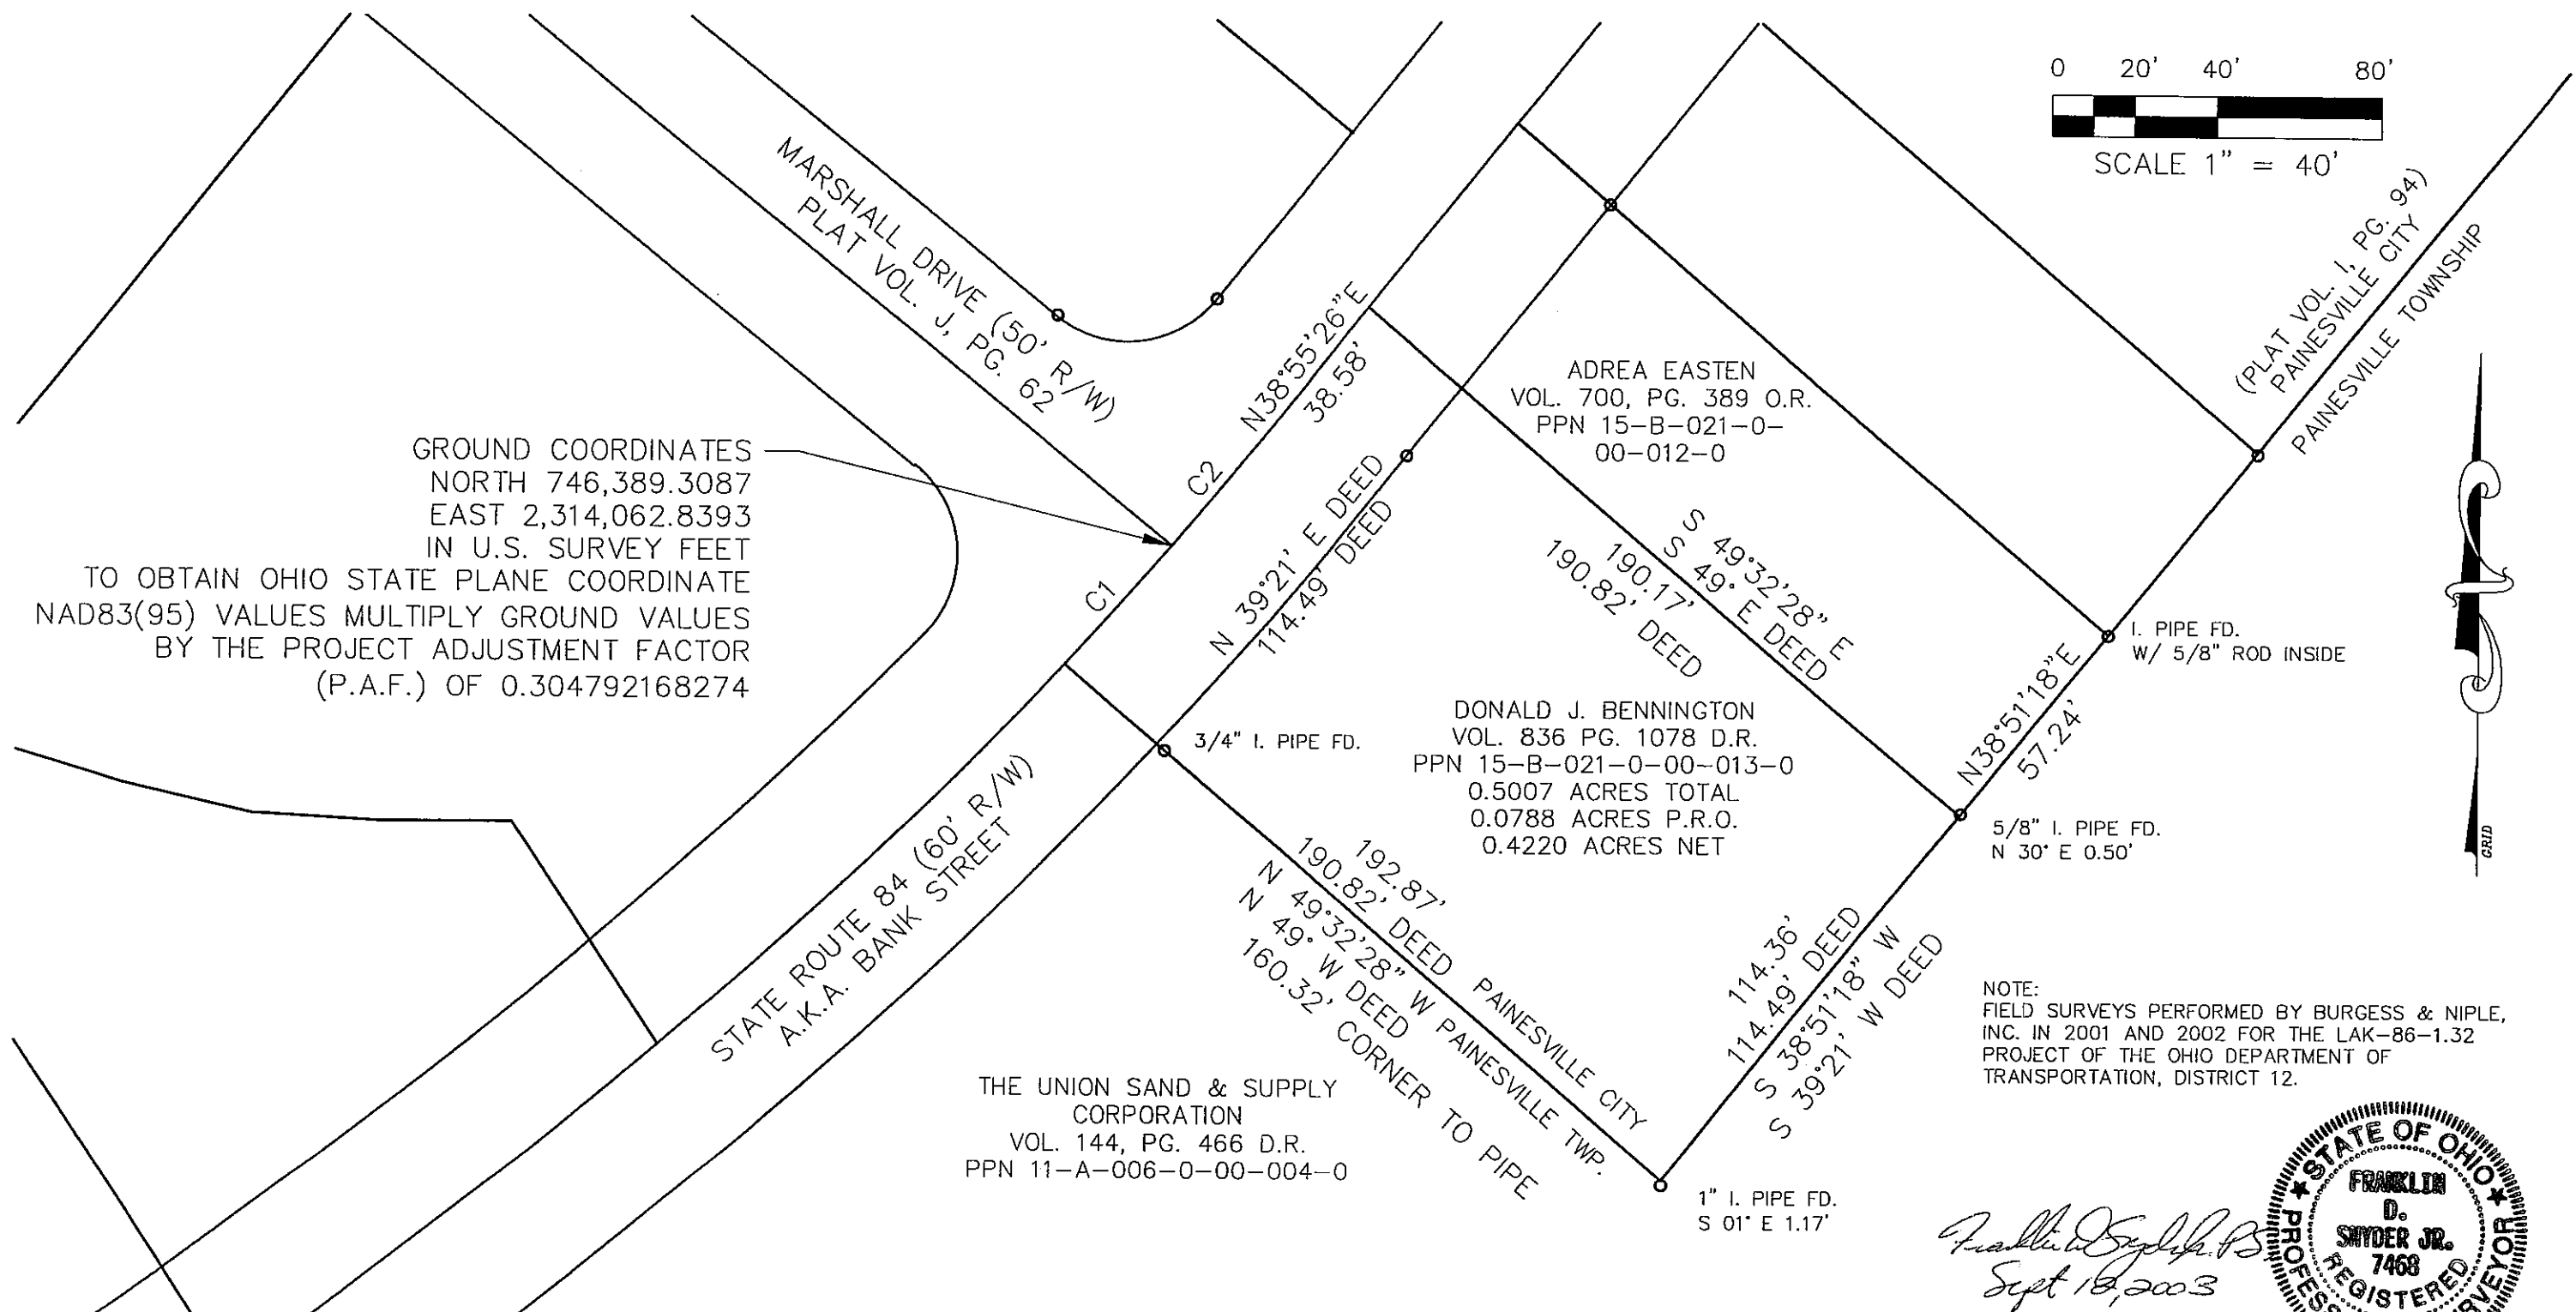 0 20' 40' 80'
SCALE 1" = 40'
MARSHALL DRIVE (50' R/W)
PLAT VOL. J, PG. 62
(PLAT VOL. I, PG. 94)
PAINESVILLE CITY
PAINESVILLE TOWNSHIP
N38°55'26"E
38.58'
C2
C1
GROUND COORDINATES
NORTH 746,389.3087
EAST 2,314,062.8393
IN U.S. SURVEY FEET
TO OBTAIN OHIO STATE PLANE COORDINATE
NAD83(95) VALUES MULTIPLY GROUND VALUES
BY THE PROJECT ADJUSTMENT FACTOR
(P.A.F.) OF 0.304792168274
ADREA EASTEN
VOL. 700, PG. 389 O.R.
PPN 15-B-021-0-
00-012-0
N 39°21' E DEED
114.49' DEED
S 49°32'28" E
S 49° E DEED
190.17'
190.82' DEED
I. PIPE FD.
W/ 5/8" ROD INSIDE
N38°51'18"E
57.24'
3/4" I. PIPE FD.
DONALD J. BENNINGTON
VOL. 836 PG. 1078 D.R.
PPN 15-B-021-0-00-013-0
0.5007 ACRES TOTAL
0.0788 ACRES P.R.O.
0.4220 ACRES NET
5/8" I. PIPE FD.
N 30° E 0.50'
GRID
STATE ROUTE 84 (60' R/W)
A.K.A. BANK STREET
192.87'
190.82' DEED PAINESVILLE CITY
N 49°32'28" W PAINESVILLE TWP.
N 49° W DEED
160.32' CORNER TO PIPE
114.36'
114.49' DEED
S 38°51'18" W
S 39°21' W DEED
NOTE:
FIELD SURVEYS PERFORMED BY BURGESS & NIPLE,
INC. IN 2001 AND 2002 FOR THE LAK-86-1.32
PROJECT OF THE OHIO DEPARTMENT OF
TRANSPORTATION, DISTRICT 12.
THE UNION SAND & SUPPLY
CORPORATION
VOL. 144, PG. 466 D.R.
PPN 11-A-006-0-00-004-0
1" I. PIPE FD.
S 01° E 1.17'
Sept 18, 2003
STATE OF OHIO
FRANKLIN
D.
SNYDER JR.
7468
REGISTERED